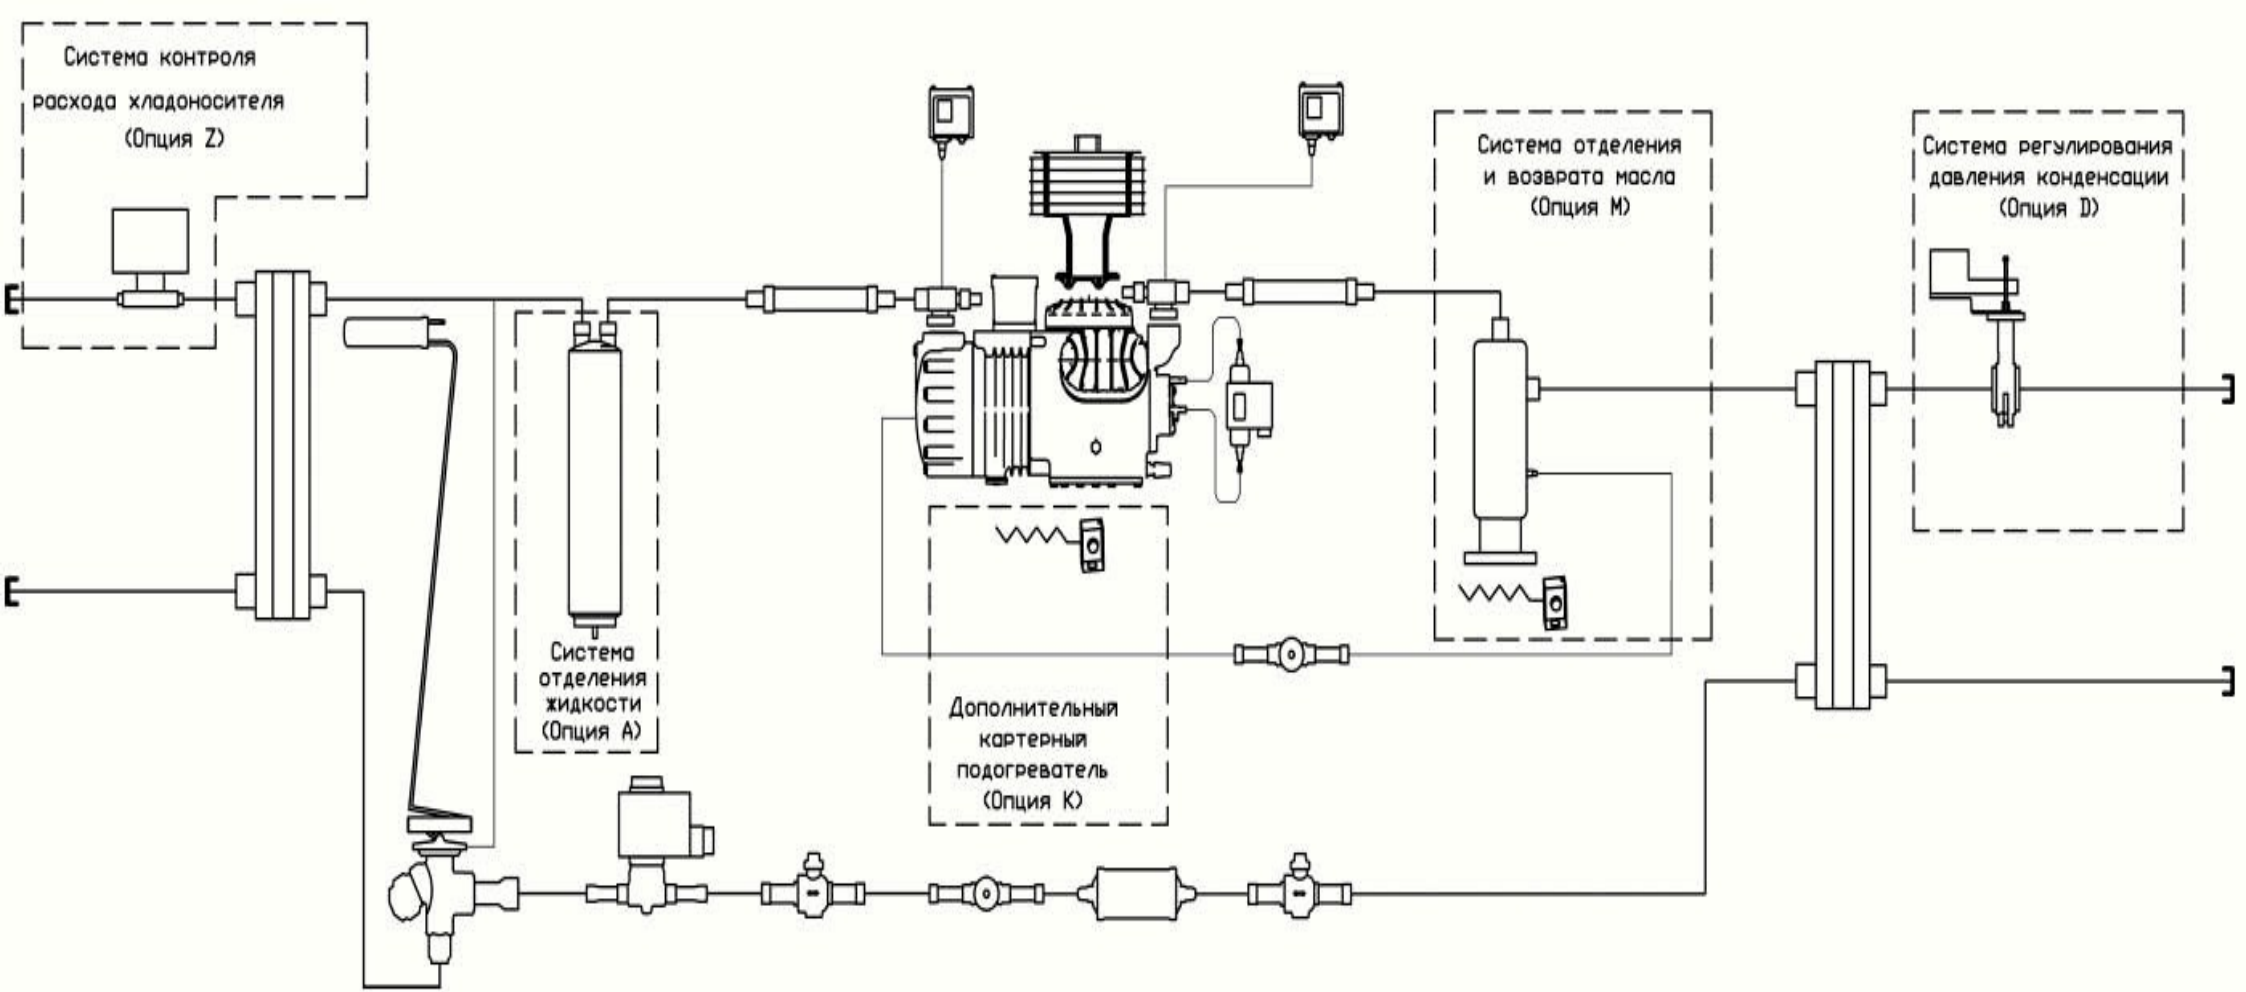 Система контроля
расхода хладоносителя
(Опция Z)
Система отделения
и возврата масла
(Опция М)
Система регулирования
давления конденсации
(Опция D)
Система
отделения
жидкости
(Опция А)
Дополнительный
картерный
подогреватель
(Опция К)